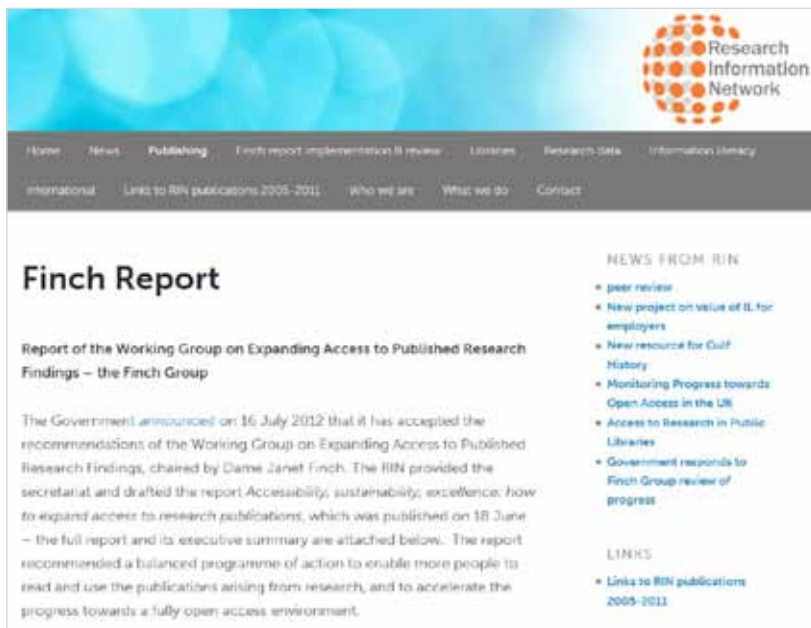 Research
Information
Network
Home News Publishing Finch report implementation & review Libraries Research data Information literacy
International Links to RIN publications 2005-2011 Who we are What we do Contact
Finch Report
Report of the Working Group on Expanding Access to Published Research
Findings – the Finch Group
The Government announced on 16 July 2012 that it has accepted the
recommendations of the Working Group on Expanding Access to Published
Research Findings, chaired by Dame Janet Finch. The RIN provided the
secretariat and drafted the report Accessibility, sustainability, excellence: how
to expand access to research publications, which was published on 18 June
– the full report and its executive summary are attached below. The report
recommended a balanced programme of action to enable more people to
read and use the publications arising from research, and to accelerate the
progress towards a fully open access environment.
NEWS FROM RIN
peer review
New project on value of IL for
employers
New resource for Gulf
History
Monitoring Progress towards
Open Access in the UK
Access to Research in Public
Libraries
Government responds to
Finch Group review of
progress
LINKS
Links to RIN publications
2005-2011